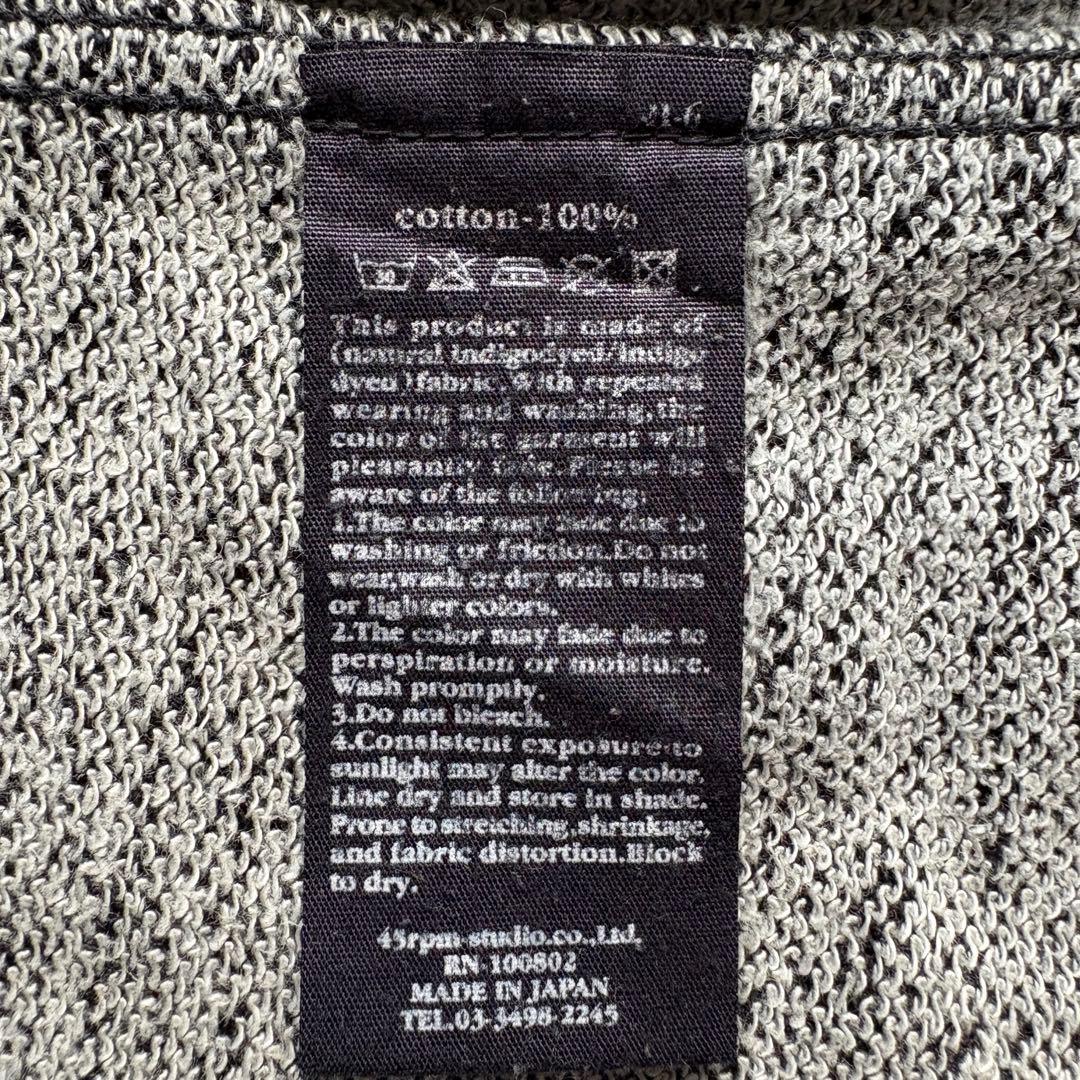 41-6
cotton-100%
30
This product is made of
(natural indigodyed/indigo
dyed)fabric.With repeated
wearing and washing,the
color of the garment will
pleasantly fade.Please be
aware of the following;
1.The color may fade due to
washing or friction.Do not
wear,wash or dry with whites
or lighter colors.
2.The color may fade due to
perspiration or moisture.
Wash promptly.
3.Do not bleach.
4.Consistent exposure to
sunlight may alter the color.
Line dry and store in shade.
Prone to stretching,shrinkage,
and fabric distortion.Block
to dry.
45rpm-studio.co.,Ltd.
RN-100802
MADE IN JAPAN
TEL.03-3498-2245